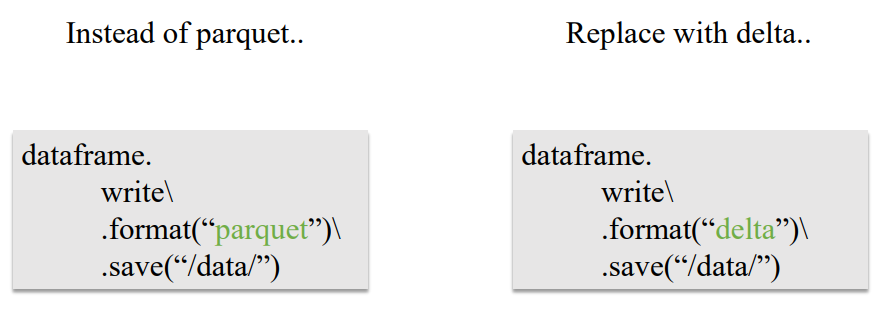 Instead of parquet..
Replace with delta..
dataframe.
write\
.format(“parquet”)\
.save(“/data/”)
dataframe.
write\
.format(“delta”)\
.save(“/data/”)